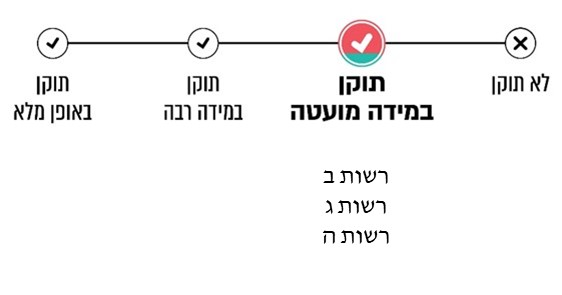 לא תוקן
תוקן
במידה מועטה
תוקן
במידה רבה
תוקן
באופן מלא
רשות ב
רשות ג
רשות ה